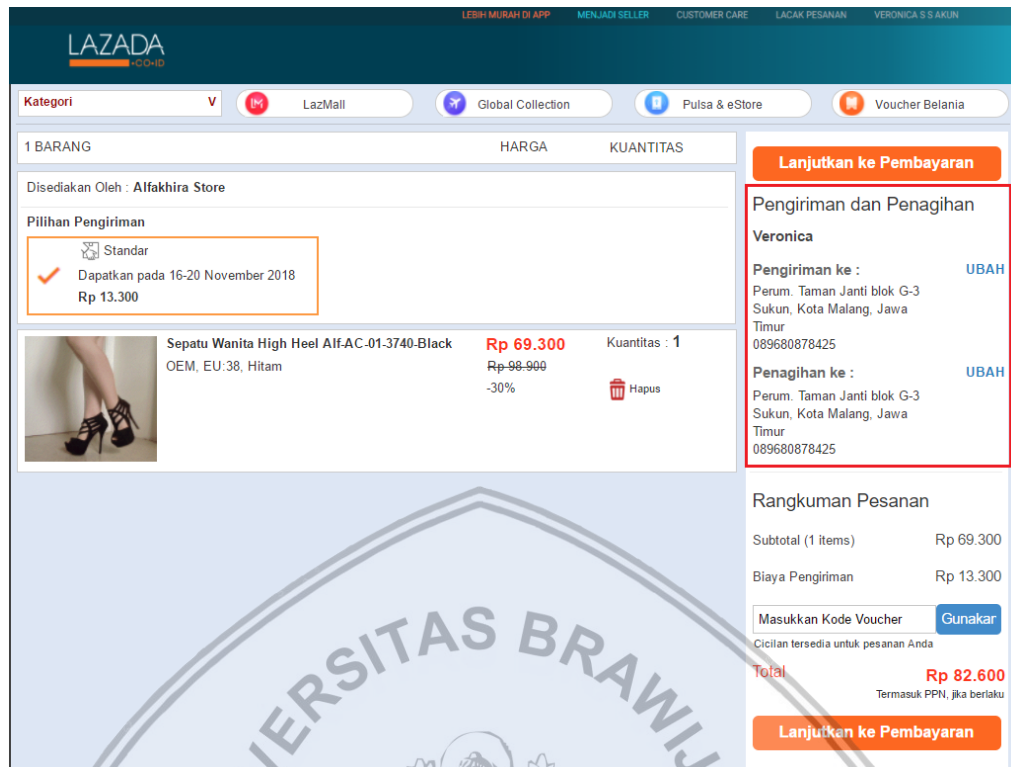 LEBIH MURAH DI APP MENJADI SELLER CUSTOMER CARE LACAK PESANAN VERONICA S S AKUN
LAZADA
.CO.ID
Kategori V LazMall Global Collection Pulsa & eStore Voucher Belania
1 BARANG HARGA KUANTITAS
Disediakan Oleh : Alfakhira Store
Pilihan Pengiriman
Standar
Dapatkan pada 16-20 November 2018
Rp 13.300
Sepatu Wanita High Heel Alf-AC-01-3740-Black Rp 69.300 Kuantitas : 1
OEM, EU:38, Hitam Rp 98.900
-30% Hapus
Lanjutkan ke Pembayaran
Pengiriman dan Penagihan
Veronica
Pengiriman ke : UBAH
Perum. Taman Janti blok G-3
Sukun, Kota Malang, Jawa
Timur
089680878425
Penagihan ke : UBAH
Perum. Taman Janti blok G-3
Sukun, Kota Malang, Jawa
Timur
089680878425
Rangkuman Pesanan
Subtotal (1 items) Rp 69.300
Biaya Pengiriman Rp 13.300
Masukkan Kode Voucher Gunakar
Cicilan tersedia untuk pesanan Anda
Total Rp 82.600
Termasuk PPN, jika berlaku
Lanjutkan ke Pembayaran
VERSITAS BRAWIJ